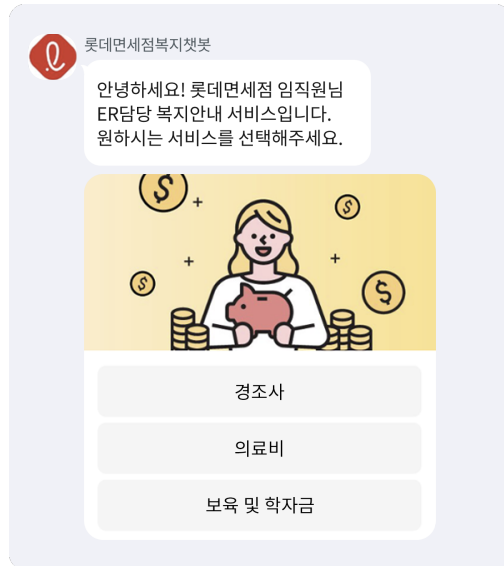 롯데면세점복지챗봇
안녕하세요! 롯데면세점 임직원님
ER담당 복지안내 서비스입니다.
원하시는 서비스를 선택해주세요.
경조사
의료비
보육 및 학자금